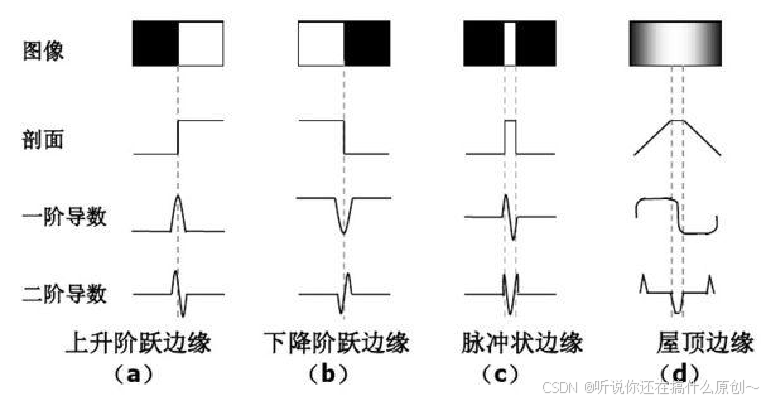 图像
剖面
一阶导数
二阶导数
上升阶跃边缘 下降阶跃边缘 脉冲状边缘 屋顶边缘
（a） （b） （c） （d）
CSDN @听说你还在搞什么原创～